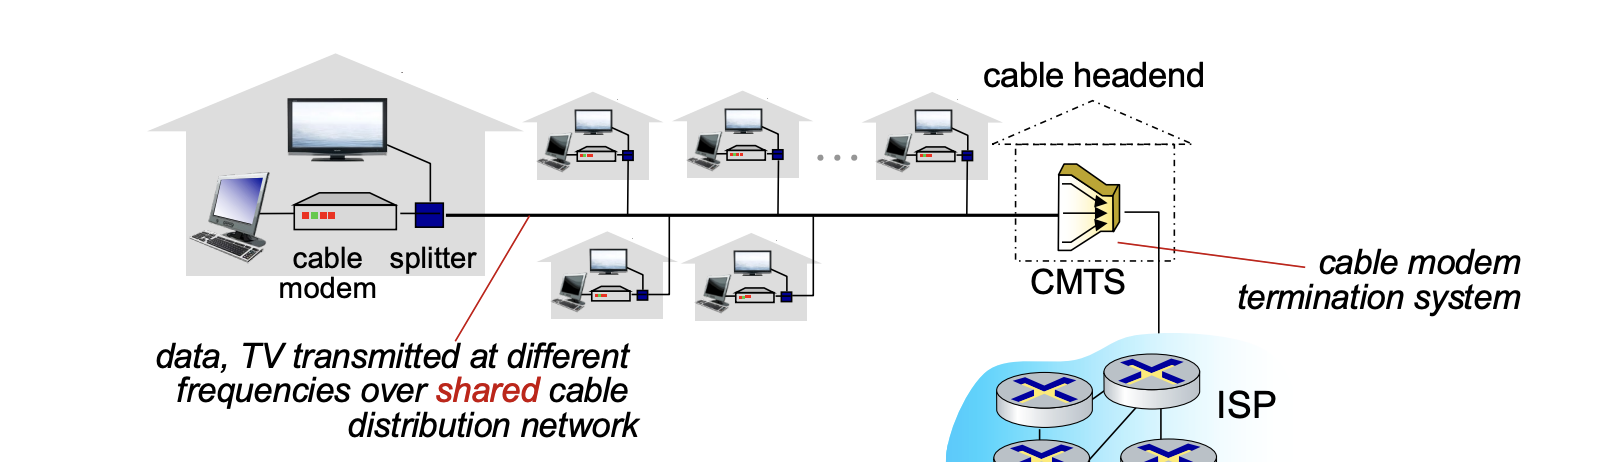 cable headend
cable
modem
splitter
CMTS
cable modem
termination system
data, TV transmitted at different
frequencies over shared cable
distribution network
ISP